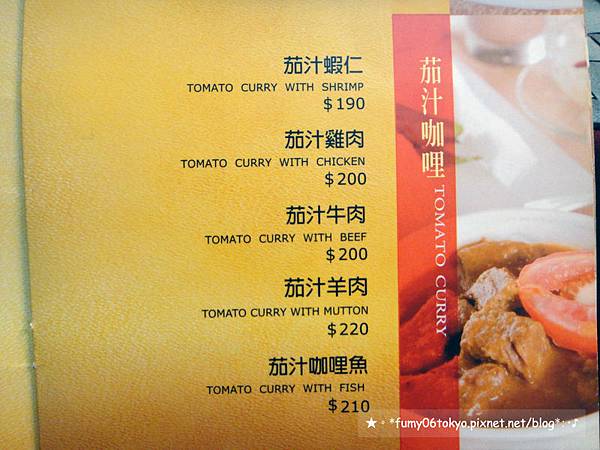 茄汁蝦仁
TOMATO CURRY WITH SHRIMP
$190
茄汁雞肉
TOMATO CURRY WITH CHICKEN
$200
茄汁牛肉
TOMATO CURRY WITH BEEF
$200
茄汁羊肉
TOMATO CURRY WITH MUTTON
$220
茄汁咖哩魚
TOMATO CURRY WITH FISH
$210
茄汁咖哩 TOMATO CURRY
★。*fumy06tokyo.pixnet.net/blog*:･♪